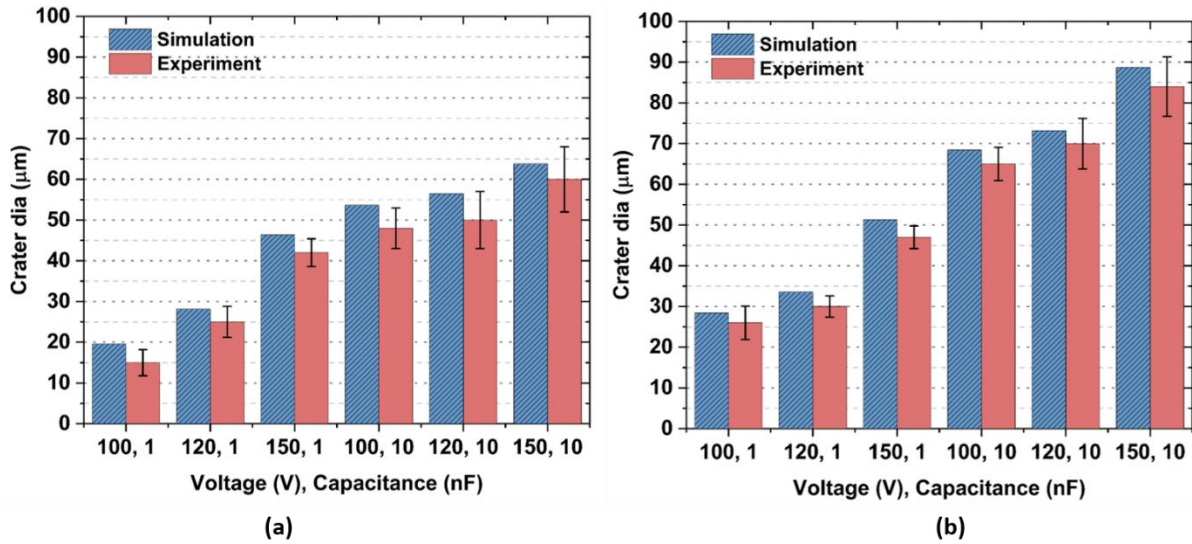 100
90
80
70
60
50
40
30
20
10
0
Crater dia (μm)
Simulation
Experiment
100, 1 120, 1 150, 1 100, 10 120, 10 150, 10
Voltage (V), Capacitance (nF)
(a)
100
90
80
70
60
50
40
30
20
10
0
Crater dia (μm)
Simulation
Experiment
100, 1 120, 1 150, 1 100, 10 120, 10 150, 10
Voltage (V), Capacitance (nF)
(b)